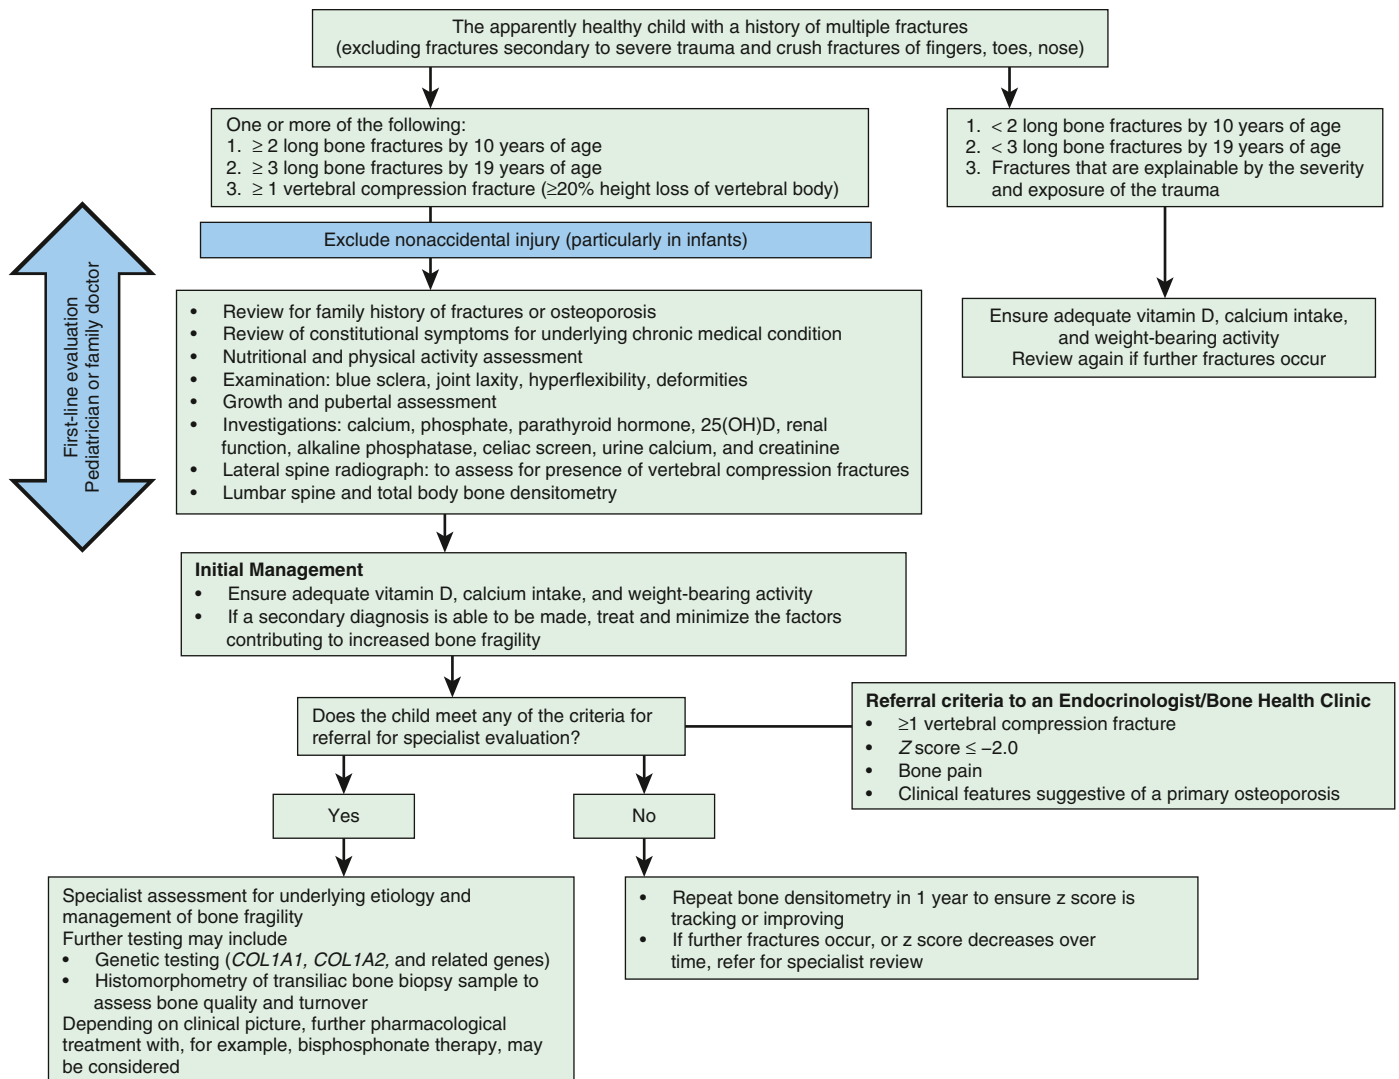 The apparently healthy child with a history of multiple fractures
(excluding fractures secondary to severe trauma and crush fractures of fingers, toes, nose)
One or more of the following:
1. ≥ 2 long bone fractures by 10 years of age
2. ≥ 3 long bone fractures by 19 years of age
3. ≥ 1 vertebral compression fracture (≥20% height loss of vertebral body)
1. < 2 long bone fractures by 10 years of age
2. < 3 long bone fractures by 19 years of age
3. Fractures that are explainable by the severity
and exposure of the trauma
Exclude nonaccidental injury (particularly in infants)
First-line evaluation
Pediatrician or family doctor
• Review for family history of fractures or osteoporosis
• Review of constitutional symptoms for underlying chronic medical condition
• Nutritional and physical activity assessment
• Examination: blue sclera, joint laxity, hyperflexibility, deformities
• Growth and pubertal assessment
• Investigations: calcium, phosphate, parathyroid hormone, 25(OH)D, renal
function, alkaline phosphatase, celiac screen, urine calcium, and creatinine
• Lateral spine radiograph: to assess for presence of vertebral compression fractures
• Lumbar spine and total body bone densitometry
Ensure adequate vitamin D, calcium intake,
and weight-bearing activity
Review again if further fractures occur
Initial Management
• Ensure adequate vitamin D, calcium intake, and weight-bearing activity
• If a secondary diagnosis is able to be made, treat and minimize the factors
contributing to increased bone fragility
Does the child meet any of the criteria for
referral for specialist evaluation?
Referral criteria to an Endocrinologist/Bone Health Clinic
• ≥1 vertebral compression fracture
• Z score ≤ −2.0
• Bone pain
• Clinical features suggestive of a primary osteoporosis
Yes
No
Specialist assessment for underlying etiology and
management of bone fragility
Further testing may include
• Genetic testing (COL1A1, COL1A2, and related genes)
• Histomorphometry of transiliac bone biopsy sample to
assess bone quality and turnover
Depending on clinical picture, further pharmacological
treatment with, for example, bisphosphonate therapy, may
be considered
• Repeat bone densitometry in 1 year to ensure z score is
tracking or improving
• If further fractures occur, or z score decreases over
time, refer for specialist review